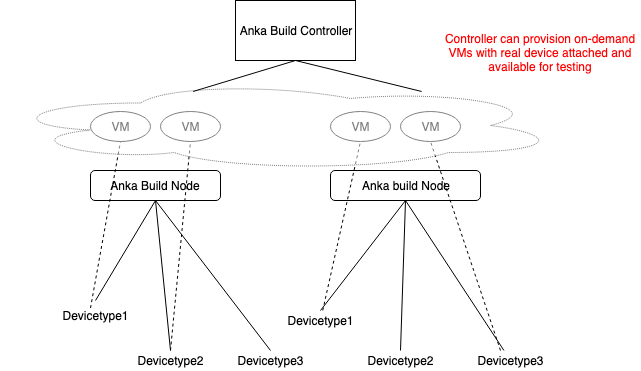 Anka Build Controller
Controller can provision on-demand
VMs with real device attached and
available for testing
VM
VM
VM
VM
Anka Build Node
Anka build Node
Devicetype1
Devicetype2
Devicetype3
Devicetype1
Devicetype2
Devicetype3